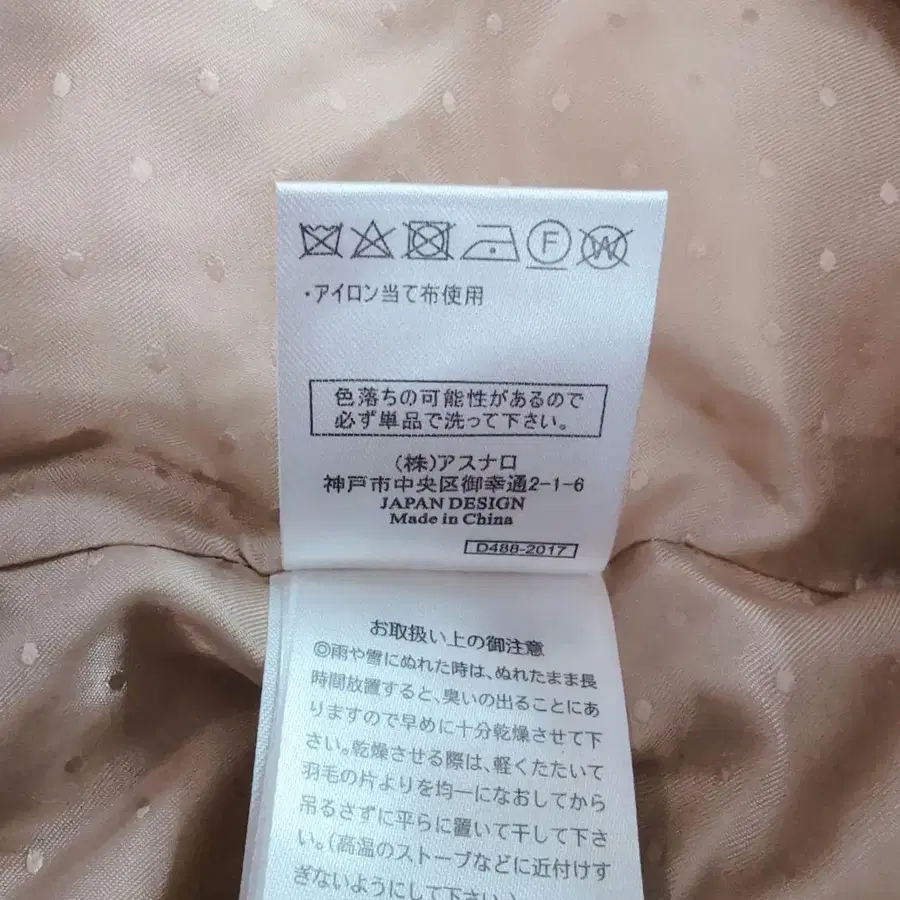 F
W
・アイロン当て布使用
色落ちの可能性があるので
必ず単品で洗って下さい。
(株)アスナロ
神戸市中央区御幸通2-1-6
JAPAN DESIGN
Made in China
D488-2017
お取扱い上の御注意
◎雨や雪にぬれた時は、ぬれたまま長
時間放置すると、臭いの出ることにあ
りますので早めに十分乾燥させて下
さい。乾燥させる際は、軽くたたいて
羽毛の片よりを均一になおしてから
吊るさずに平らに置いて干して下さ
い。(高温のストーブなどに近付けす
ぎないようにして下さい。)